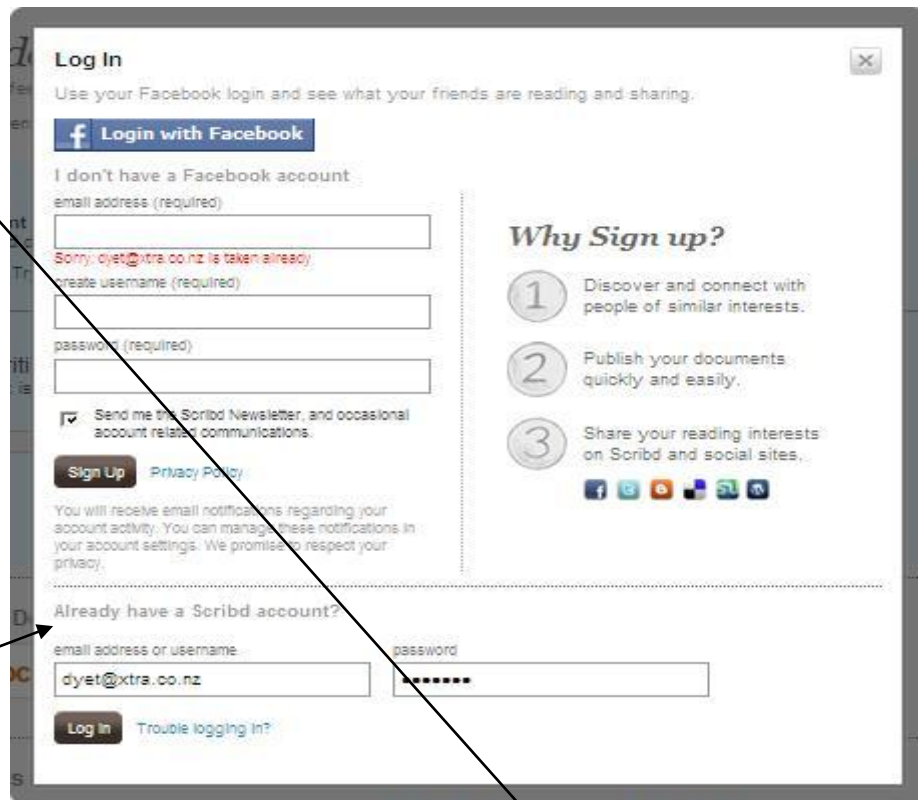 Log In
Use your Facebook login and see what your friends are reading and sharing.
f Login with Facebook
I don't have a Facebook account
email address (required)
Sorry, dyet@xtra.co.nz is taken already
create username (required)
password (required)
Send me the Scribd Newsletter, and occasional
account related communications.
Sign Up Privacy Policy
You will receive email notifications regarding your
account activity. You can manage these notifications in
your account settings. We promise to respect your
privacy.
Why Sign up?
1 Discover and connect with
people of similar interests.
2 Publish your documents
quickly and easily.
3 Share your reading interests
on Scribd and social sites.
Already have a Scribd account?
email address or username password
dyet@xtra.co.nz •••••••
Log In Trouble logging in?